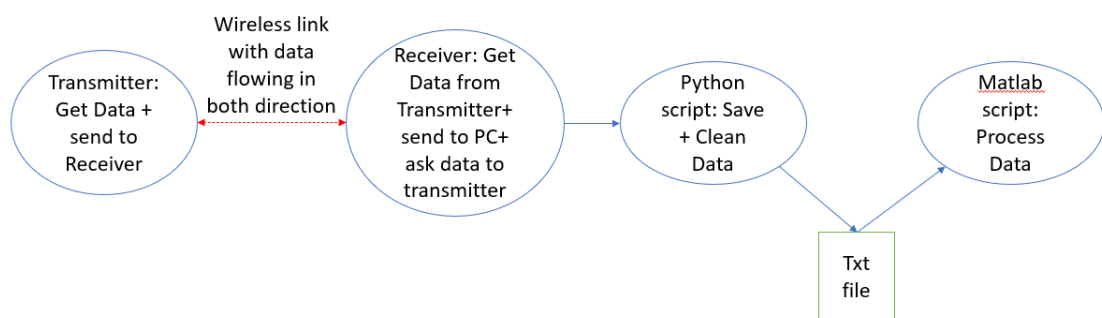 Transmitter:
Get Data +
send to
Receiver
Wireless link
with data
flowing in
both direction
Receiver: Get
Data from
Transmitter+
send to PC+
ask data to
transmitter
Python
script: Save
+ Clean
Data
Txt
file
Matlab
script:
Process
Data